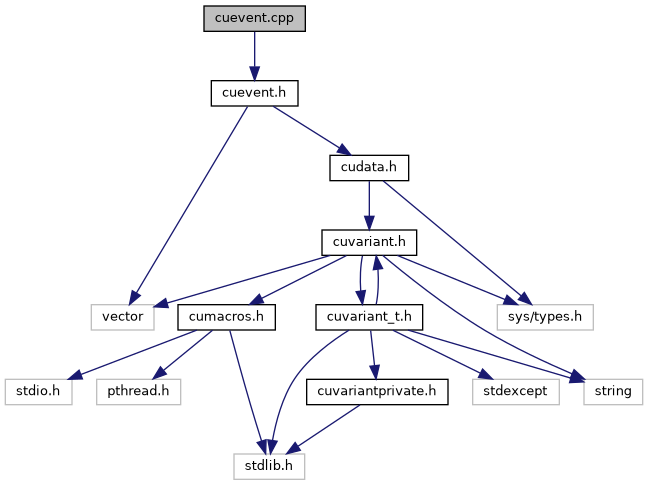 cuevent.cpp
cuevent.h
cudata.h
cuvariant.h
vector
cumacros.h
cuvariant_t.h
sys/types.h
stdio.h
pthread.h
cuvariantprivate.h
stdexcept
string
stdlib.h